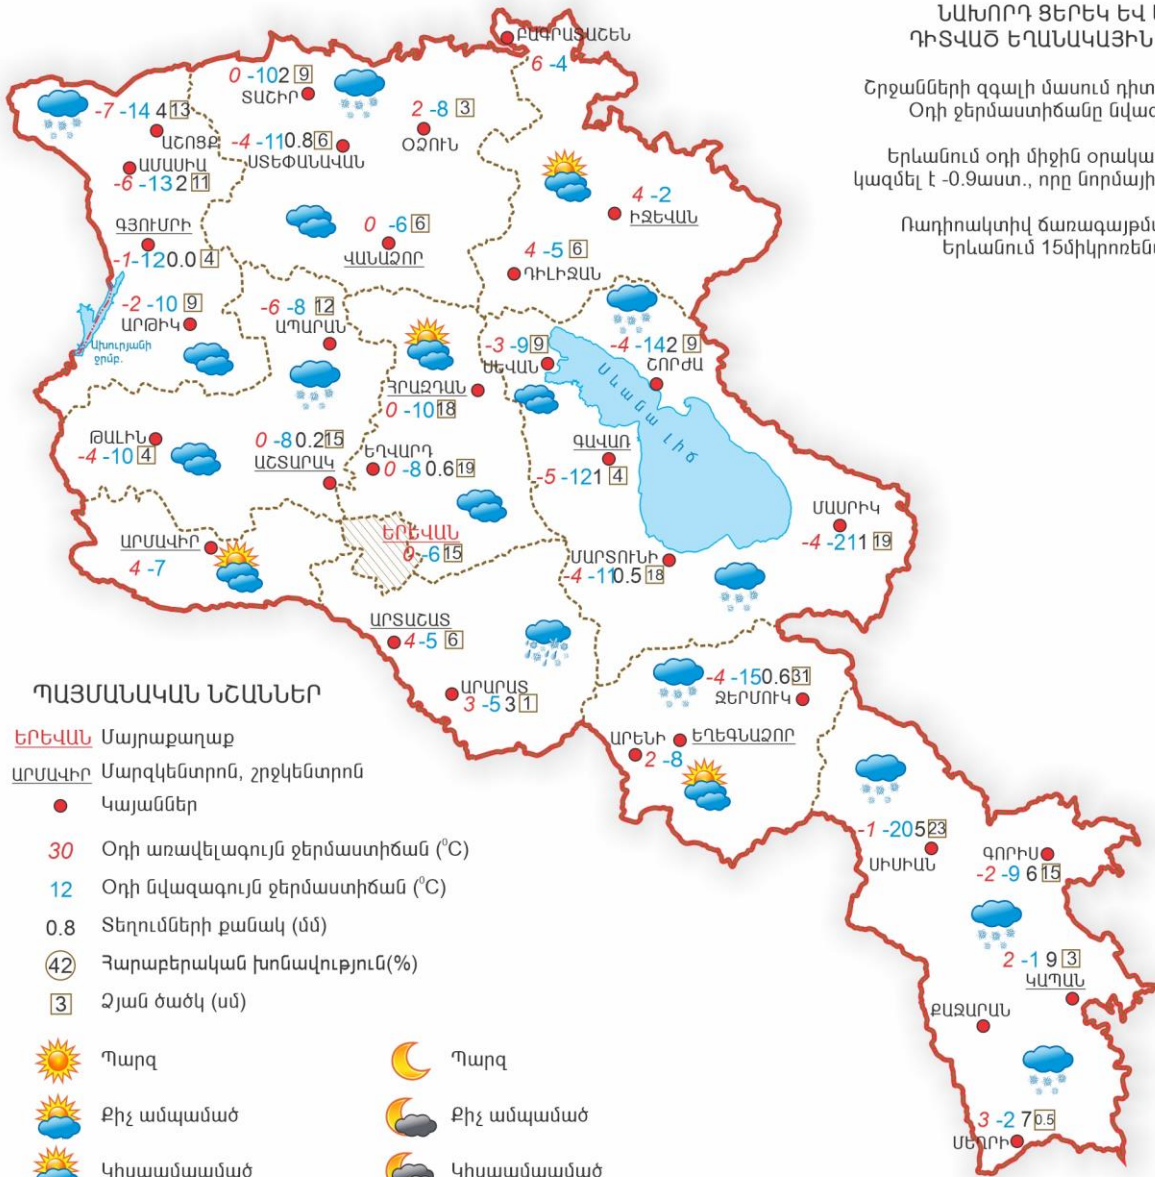 ՆԱԽՈՐԴ ՑԵՐԵԿ ԵՎ
ԴԻՏՎԱԾ ԵՂԱՆԱԿԱՅԻՆ
Շրջանների զգալի մասում
Օդի ջերմաստիճանը
Երևանում օդի միջին
կազմել է -0.9աստ., որը
Ռադիոակտիվ
Երևանում
ԲԱԳՐԱՏԱՇԵՆ
6 -4
0 -10 2 9
ՏԱՇԻՐ
-7 -14 4 13
ԱՇՈՑՔ
2 -8 3
ՕՁՈՒՆ
-4 -11 0.8 6
ՍՏԵՓԱՆԱՎԱՆ
ԱՄԱՍԻԱ
-6 -13 2 11
4 -2
ԻՋԵՎԱՆ
ԳՅՈՒՄՐԻ
-1 -12 0.0 4
0 -6 6
ՎԱՆԱՁՈՐ
4 -5 6
ԴԻԼԻՋԱՆ
-2 -10 9
ԱՐԹԻԿ
-6 -8 12
ԱՊԱՐԱՆ
Ախուրյանի
ջրմբ.
-3 -9 9
ՍԵՎԱՆ
-4 -14 2 9
ՇՈՐԺԱ
Սևանա լիճ
ՀՐԱԶԴԱՆ
0 -10 18
ԹԱԼԻՆ
-4 -10 4
0 -8 0.2 15
ԱՇՏԱՐԱԿ
ԵՂՎԱՐԴ
0 -8 0.6 19
ԳԱՎԱՌ
-5 -12 1 4
ՄԱՍՐԻԿ
-4 -21 1 19
ԱՐՄԱՎԻՐ
4 -7
ԵՐԵՎԱՆ
0 -6 15
ՄԱՐՏՈՒՆԻ
-4 -11 0.5 18
ԱՐՏԱՇԱՏ
4 -5 6
ԱՐԱՐԱՏ
3 -5 3 1
-4 -15 0.6 31
ՋԵՐՄՈՒԿ
ԱՐԵՆԻ
2 -8
ԵՂԵԳՆԱՁՈՐ
-1 -20 5 23
ՍԻՍԻԱՆ
ԳՈՐԻՍ
-2 -9 6 15
2 -1 9 3
ԿԱՊԱՆ
ՔԱՋԱՐԱՆ
3 -2 7 0.5
ՄԵՂՐԻ
ՊԱՅՄԱՆԱԿԱՆ ՆՇԱՆՆԵՐ
ԵՐԵՎԱՆ Մայրաքաղաք
ԱՐՄԱՎԻՐ Մարզկենտրոն, շրջկենտրոն
Կայաններ
30 Օդի առավելագույն ջերմաստիճան (⁰C)
12 Օդի նվազագույն ջերմաստիճան (⁰C)
0.8 Տեղումների քանակ (մմ)
42 Հարաբերական խոնավություն(%)
3 Ձյան ծածկ (սմ)
Պարզ Պարզ
Քիչ ամպամած Քիչ ամպամած
Կիսաամպամած Կիսաամպամած